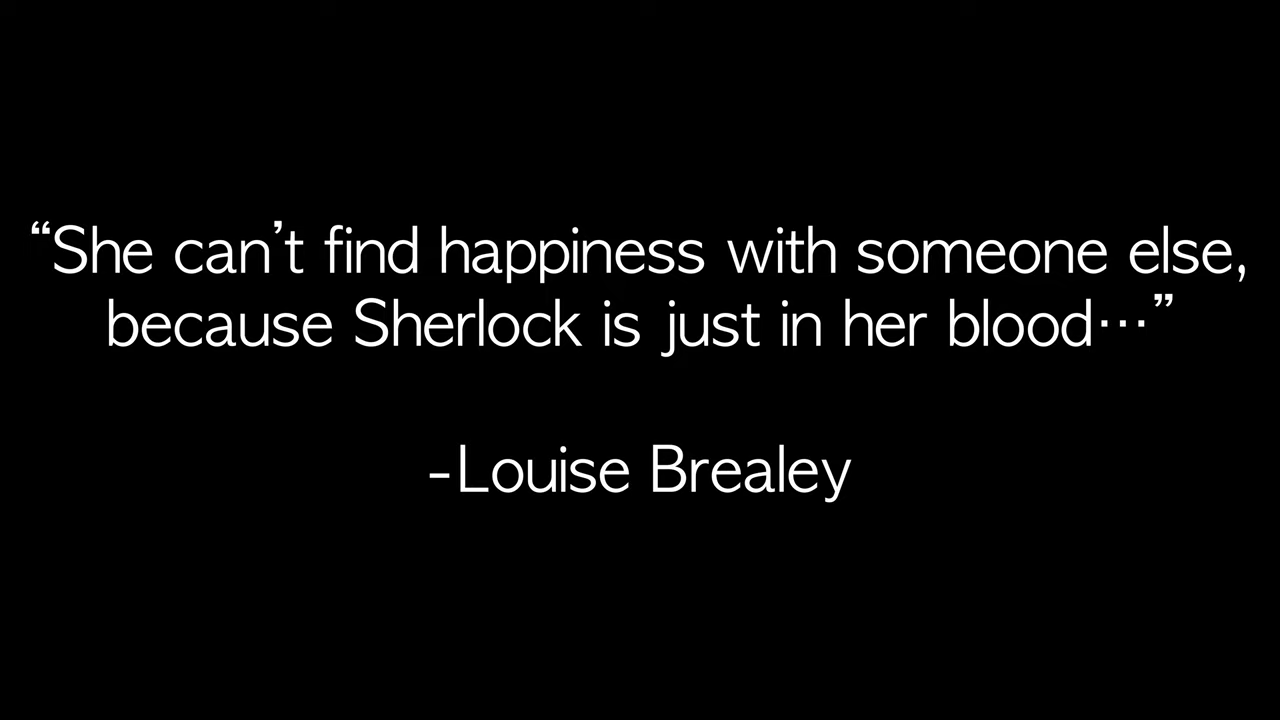 “She can’t find happiness with someone else,
because Sherlock is just in her blood…”
-Louise Brealey